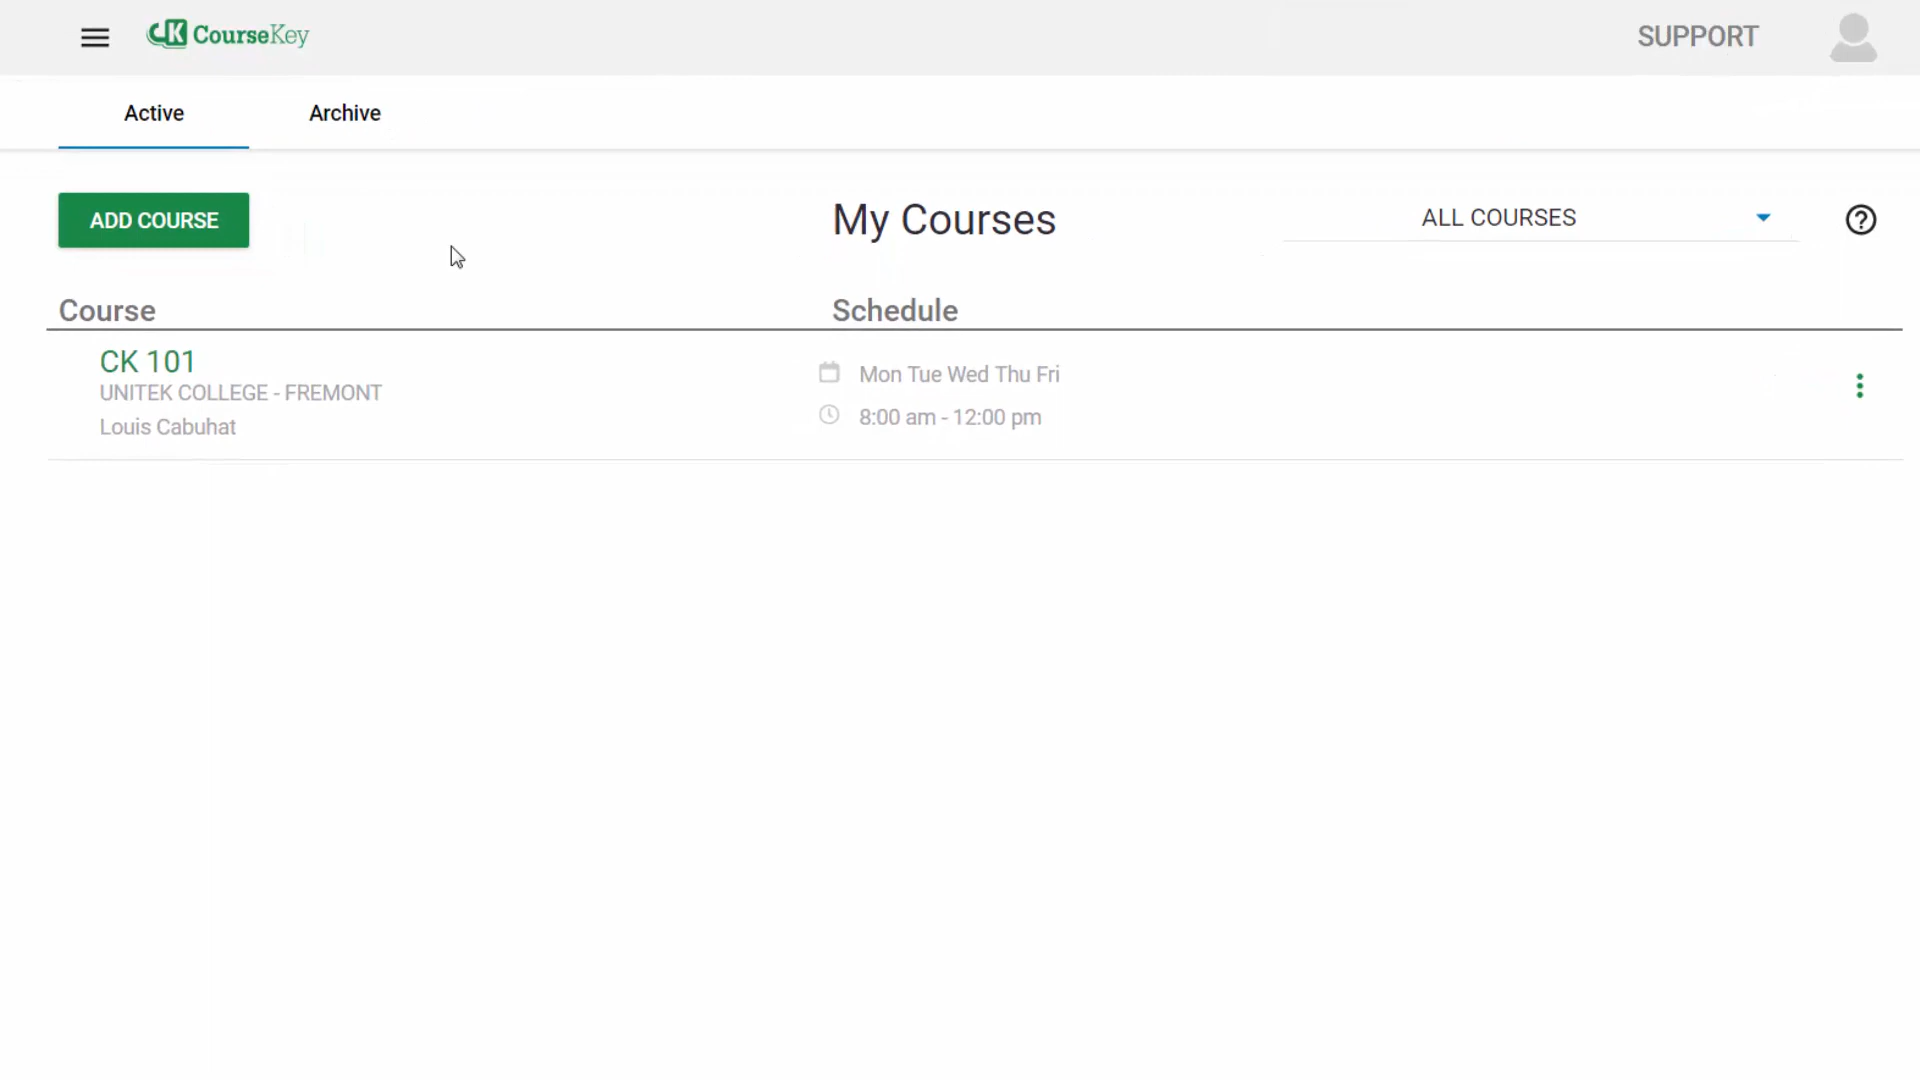 CK CourseKey
SUPPORT
Active
Archive
ADD COURSE
My Courses
ALL COURSES
?
Course
Schedule
CK 101
UNITEK COLLEGE - FREMONT
Louis Cabuhat
Mon Tue Wed Thu Fri
8:00 am - 12:00 pm